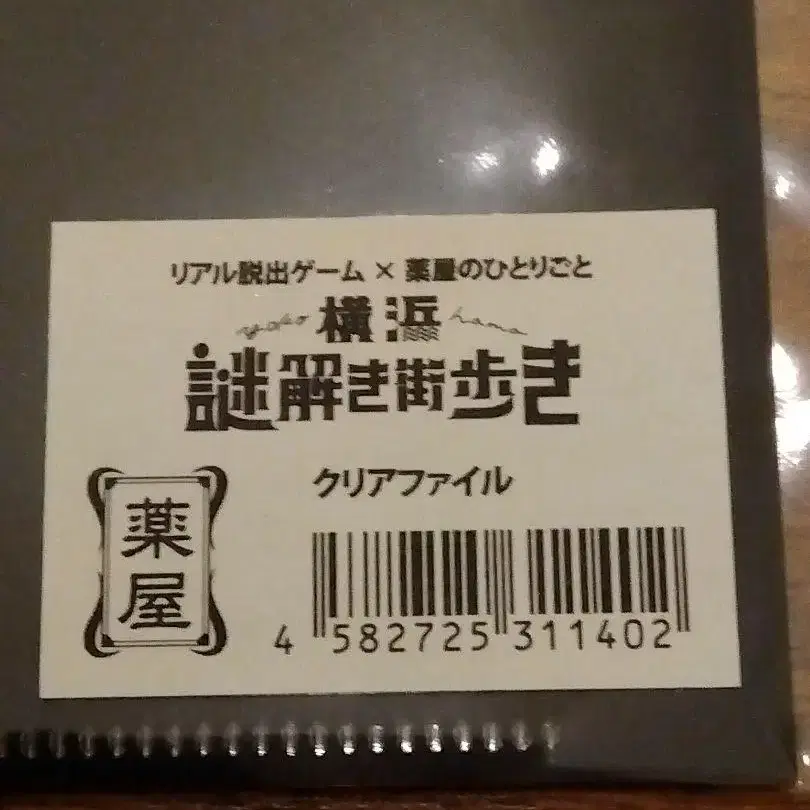 リアル脱出ゲーム×薬屋のひとりごと
yoko 横浜 hama
謎解き街歩き
クリアファイル
薬屋
4 582725 311402